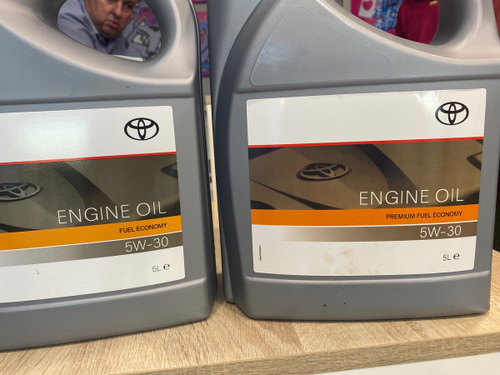 ENGINE OIL
FUEL ECONOMY
5W-30
5L e
ENGINE OIL
PREMIUM FUEL ECONOMY
5W-30
5L e